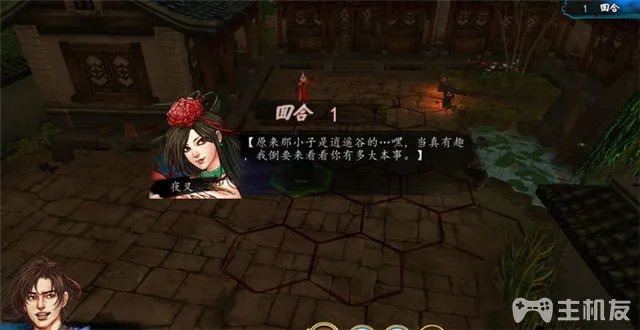 1 回合
回合 1
【原来那小子是逍遥谷的…嘿，当真有趣
，我倒要来看看你有多大本事。】
夜叉
主机友